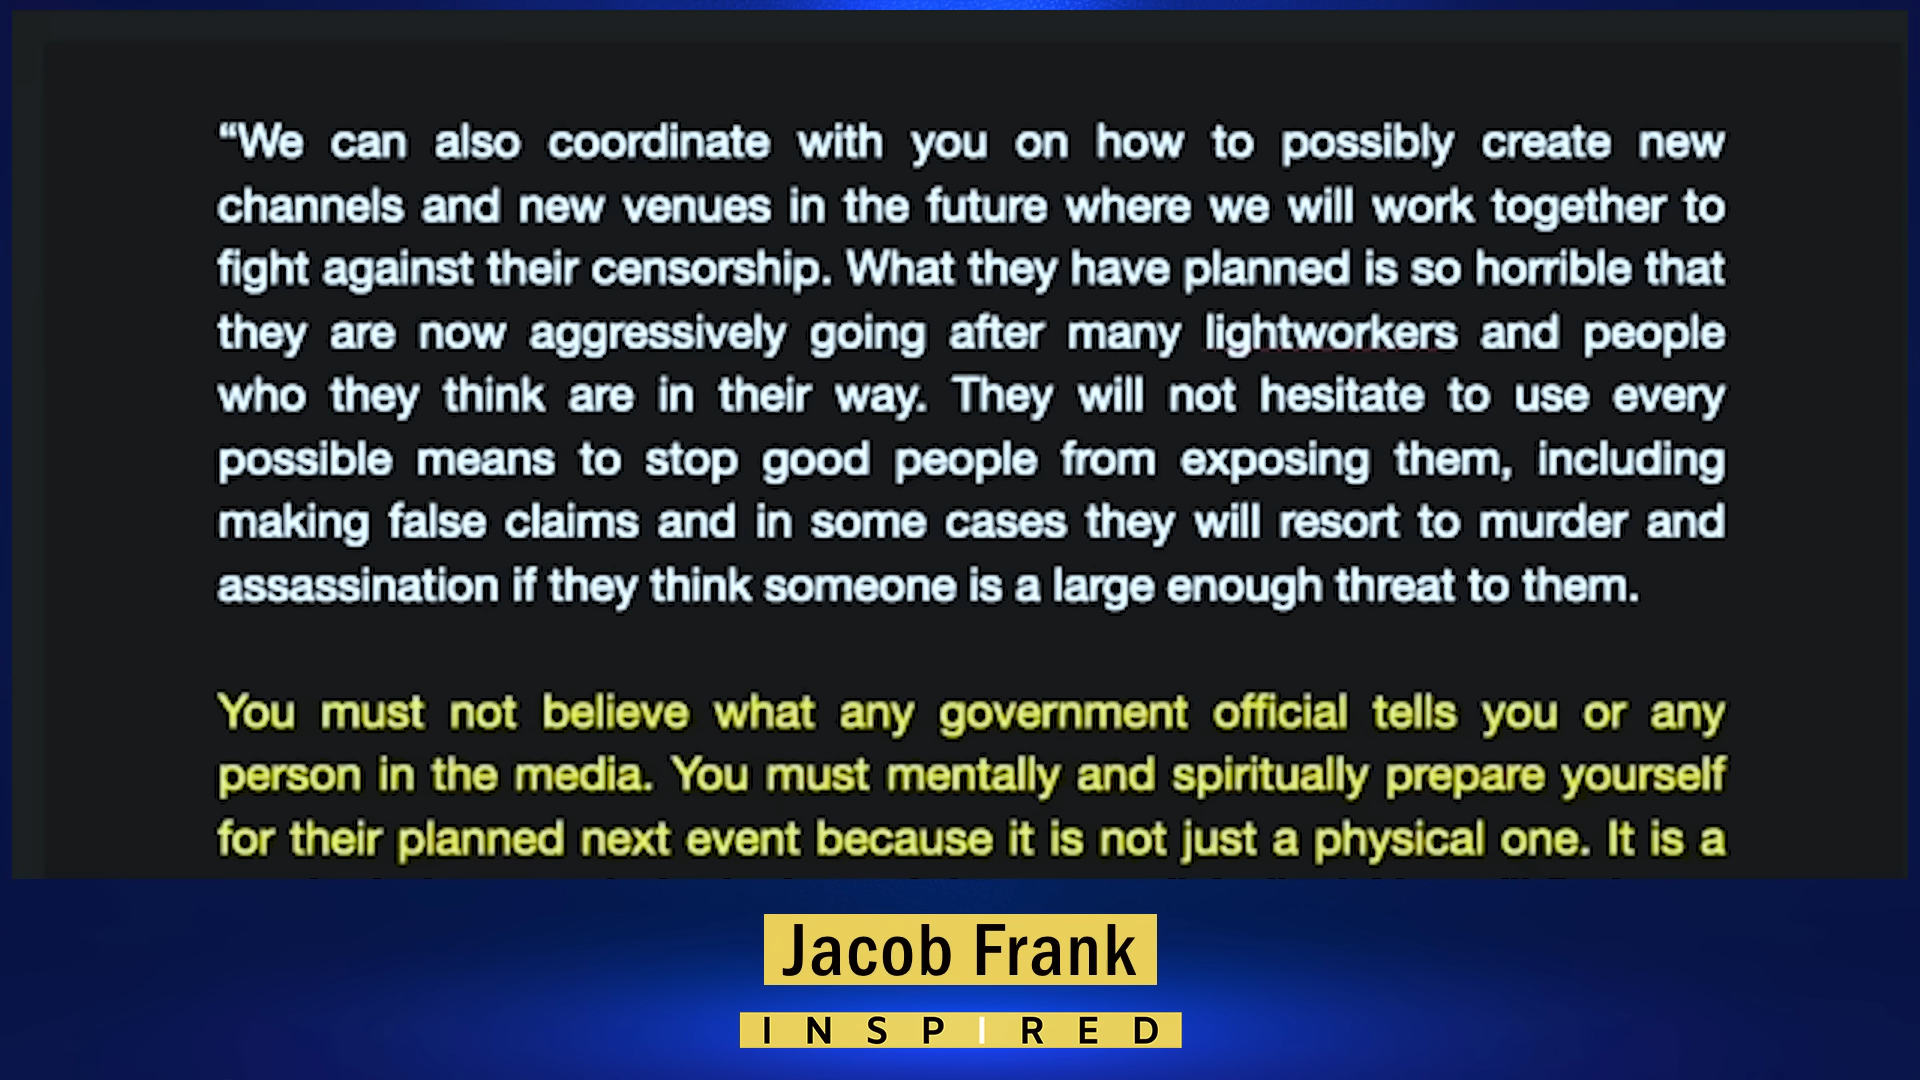 “We can also coordinate with you on how to possibly create new
channels and new venues in the future where we will work together to
fight against their censorship. What they have planned is so horrible that
they are now aggressively going after many lightworkers and people
who they think are in their way. They will not hesitate to use every
possible means to stop good people from exposing them, including
making false claims and in some cases they will resort to murder and
assassination if they think someone is a large enough threat to them.
You must not believe what any government official tells you or any
person in the media. You must mentally and spiritually prepare yourself
for their planned next event because it is not just a physical one. It is a
Jacob Frank
INSPIRED